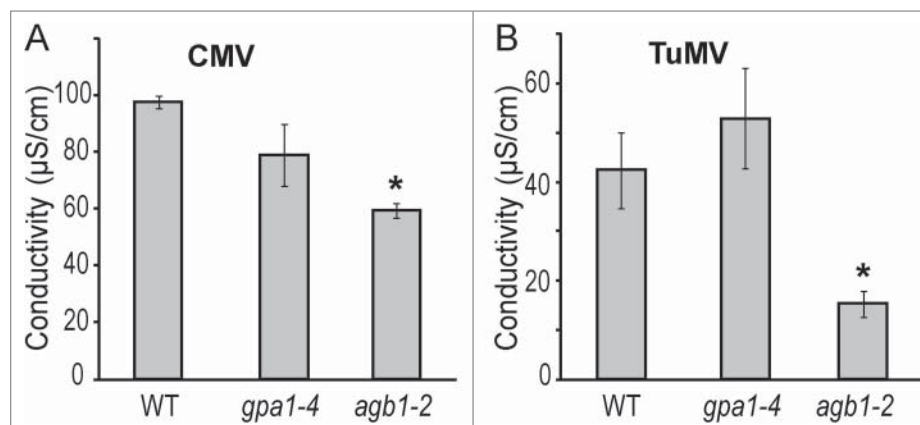 A
CMV
Conductivity (µS/cm)
100
80
60
40
20
0
*
WT
gpa1-4
agb1-2
B
TuMV
Conductivity (µS/cm)
60
40
20
0
*
WT
gpa1-4
agb1-2